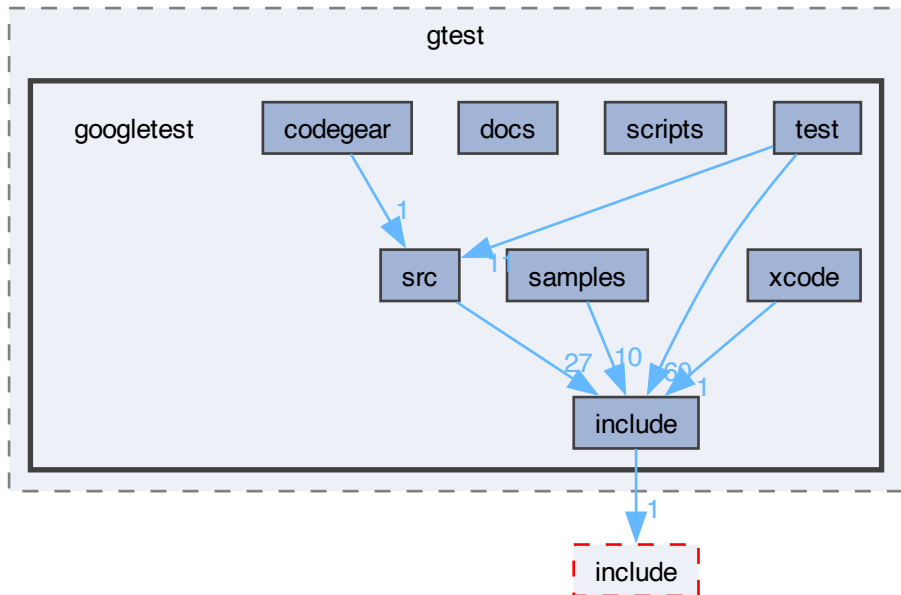 gtest
googletest
codegear
docs
scripts
test
1
11
src
samples
xcode
27
10
60
1
include
1
include